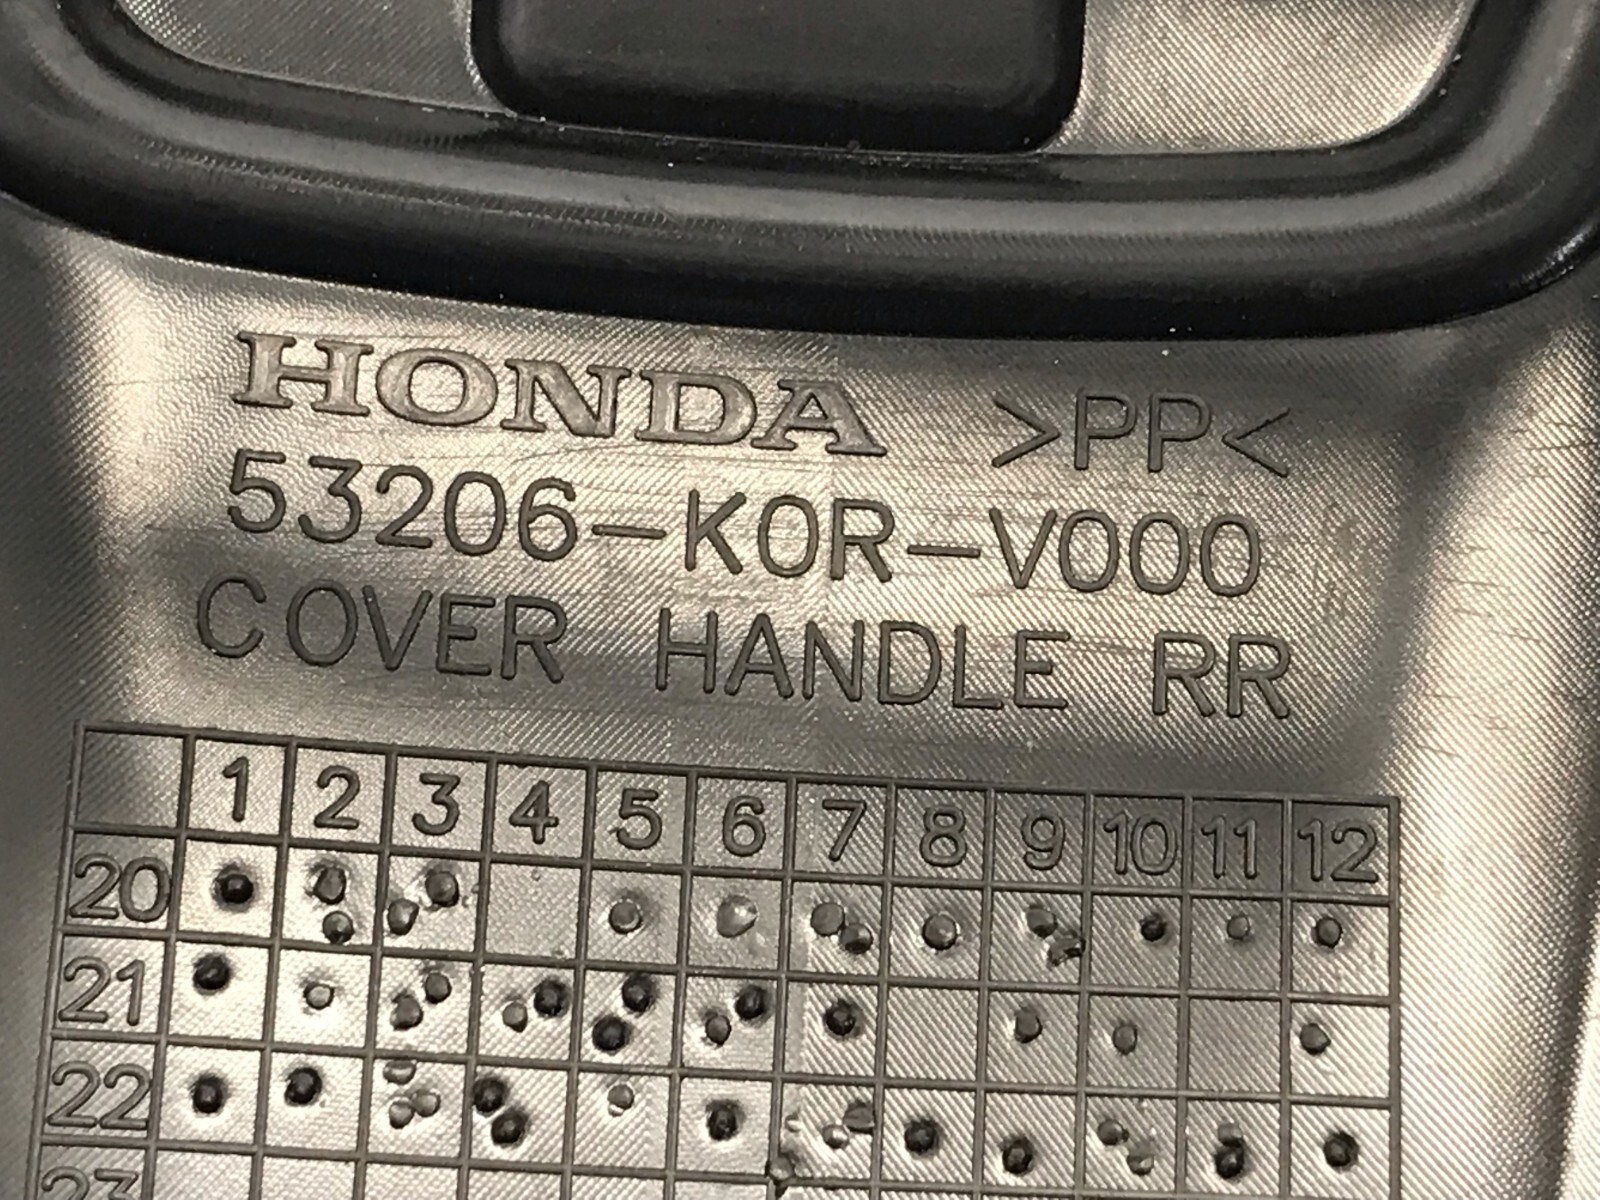 HONDA >PP<
53206-K0R-V000
COVER HANDLE RR
1 2 3 4 5 6 7 8 9 10 11 12
20
21
22
23